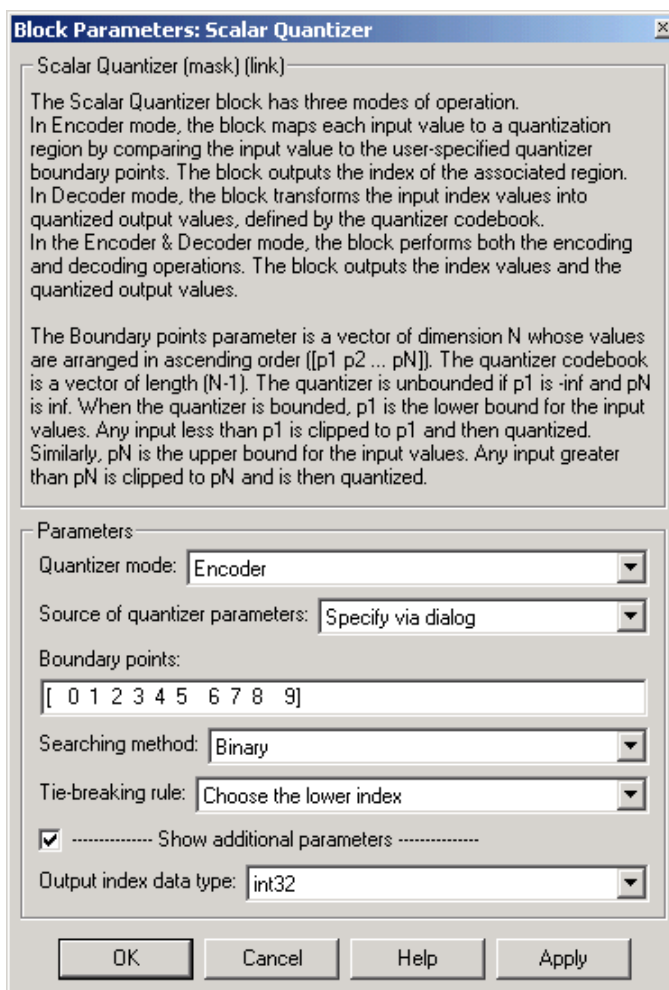 Block Parameters: Scalar Quantizer
Scalar Quantizer (mask) (link)
The Scalar Quantizer block has three modes of operation.
In Encoder mode, the block maps each input value to a quantization
region by comparing the input value to the user-specified quantizer
boundary points. The block outputs the index of the associated region.
In Decoder mode, the block transforms the input index values into
quantized output values, defined by the quantizer codebook.
In the Encoder & Decoder mode, the block performs both the encoding
and decoding operations. The block outputs the index values and the
quantized output values.
The Boundary points parameter is a vector of dimension N whose values
are arranged in ascending order ([p1 p2 ... pN]). The quantizer codebook
is a vector of length (N-1). The quantizer is unbounded if p1 is -inf and pN
is inf. When the quantizer is bounded, p1 is the lower bound for the input
values. Any input less than p1 is clipped to p1 and then quantized.
Similarly, pN is the upper bound for the input values. Any input greater
than pN is clipped to pN and is then quantized.
Parameters
Quantizer mode: Encoder
Source of quantizer parameters: Specify via dialog
Boundary points:
[ 0 1 2 3 4 5 6 7 8 9]
Searching method: Binary
Tie-breaking rule: Choose the lower index
-------------- Show additional parameters --------------
Output index data type: int32
OK Cancel Help Apply